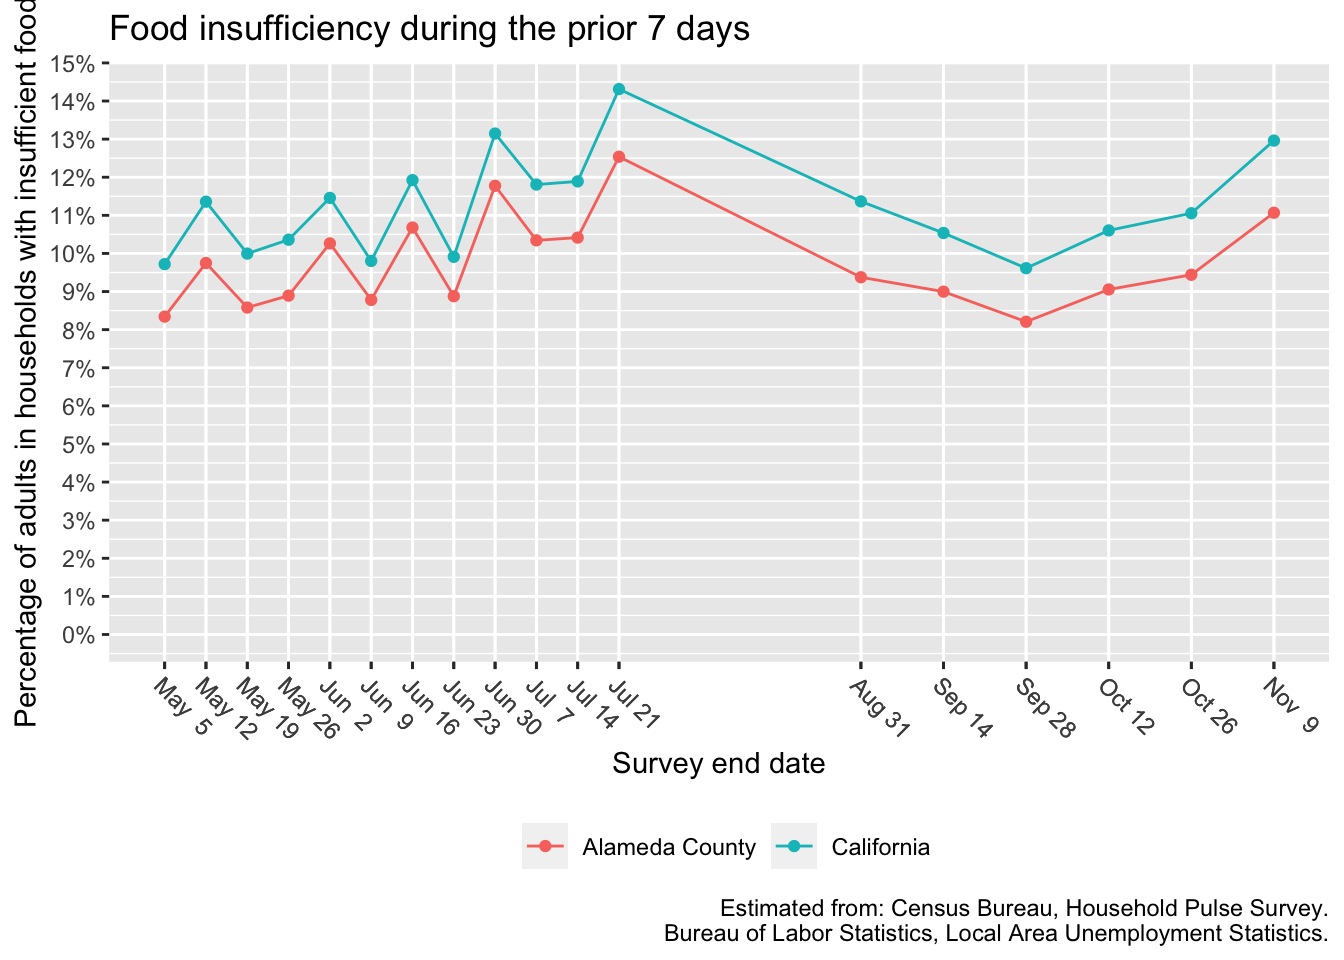 Food insufficiency during the prior 7 days
Percentage of adults in households with insufficient food
15%
14%
13%
12%
11%
10%
9%
8%
7%
6%
5%
4%
3%
2%
1%
0%
May 5
May 12
May 19
May 26
Jun 2
Jun 9
Jun 16
Jun 23
Jun 30
Jul 7
Jul 14
Jul 21
Aug 31
Sep 14
Sep 28
Oct 12
Oct 26
Nov 9
Survey end date
Alameda County
California
Estimated from: Census Bureau, Household Pulse Survey.
Bureau of Labor Statistics, Local Area Unemployment Statistics.